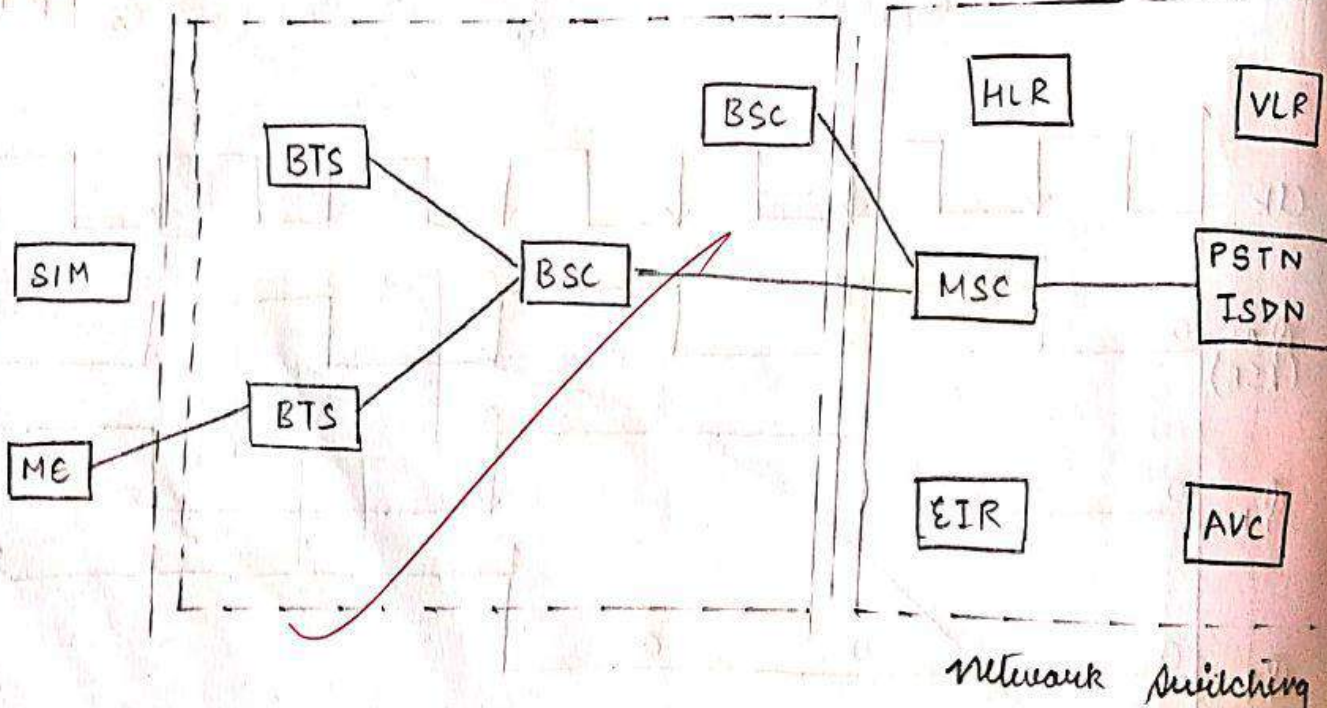 HLR
VLR
BSC
BTS
SIM
BSC
MSC
PSTN
ISDN
BTS
ME
EIR
AVC
Network Switching